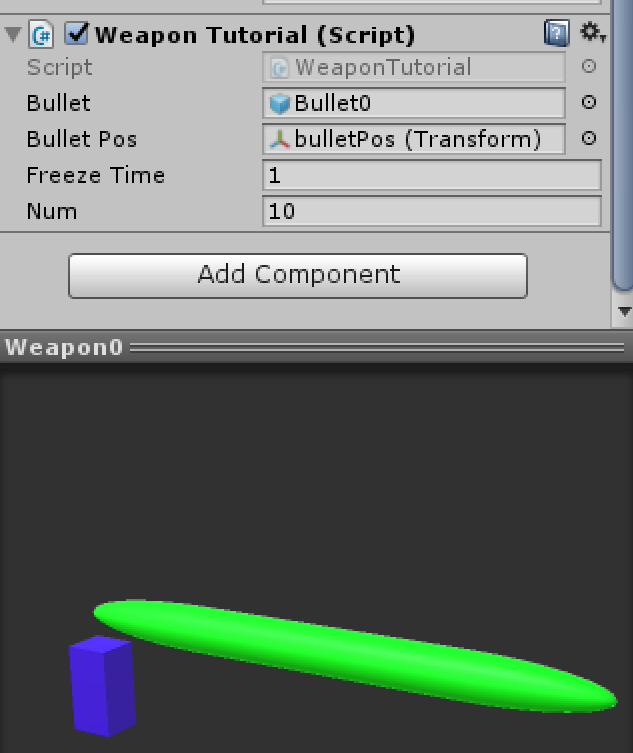 Weapon Tutorial (Script)
Script WeaponTutorial
Bullet Bullet0
Bullet Pos bulletPos (Transform)
Freeze Time 1
Num 10
Add Component
Weapon0